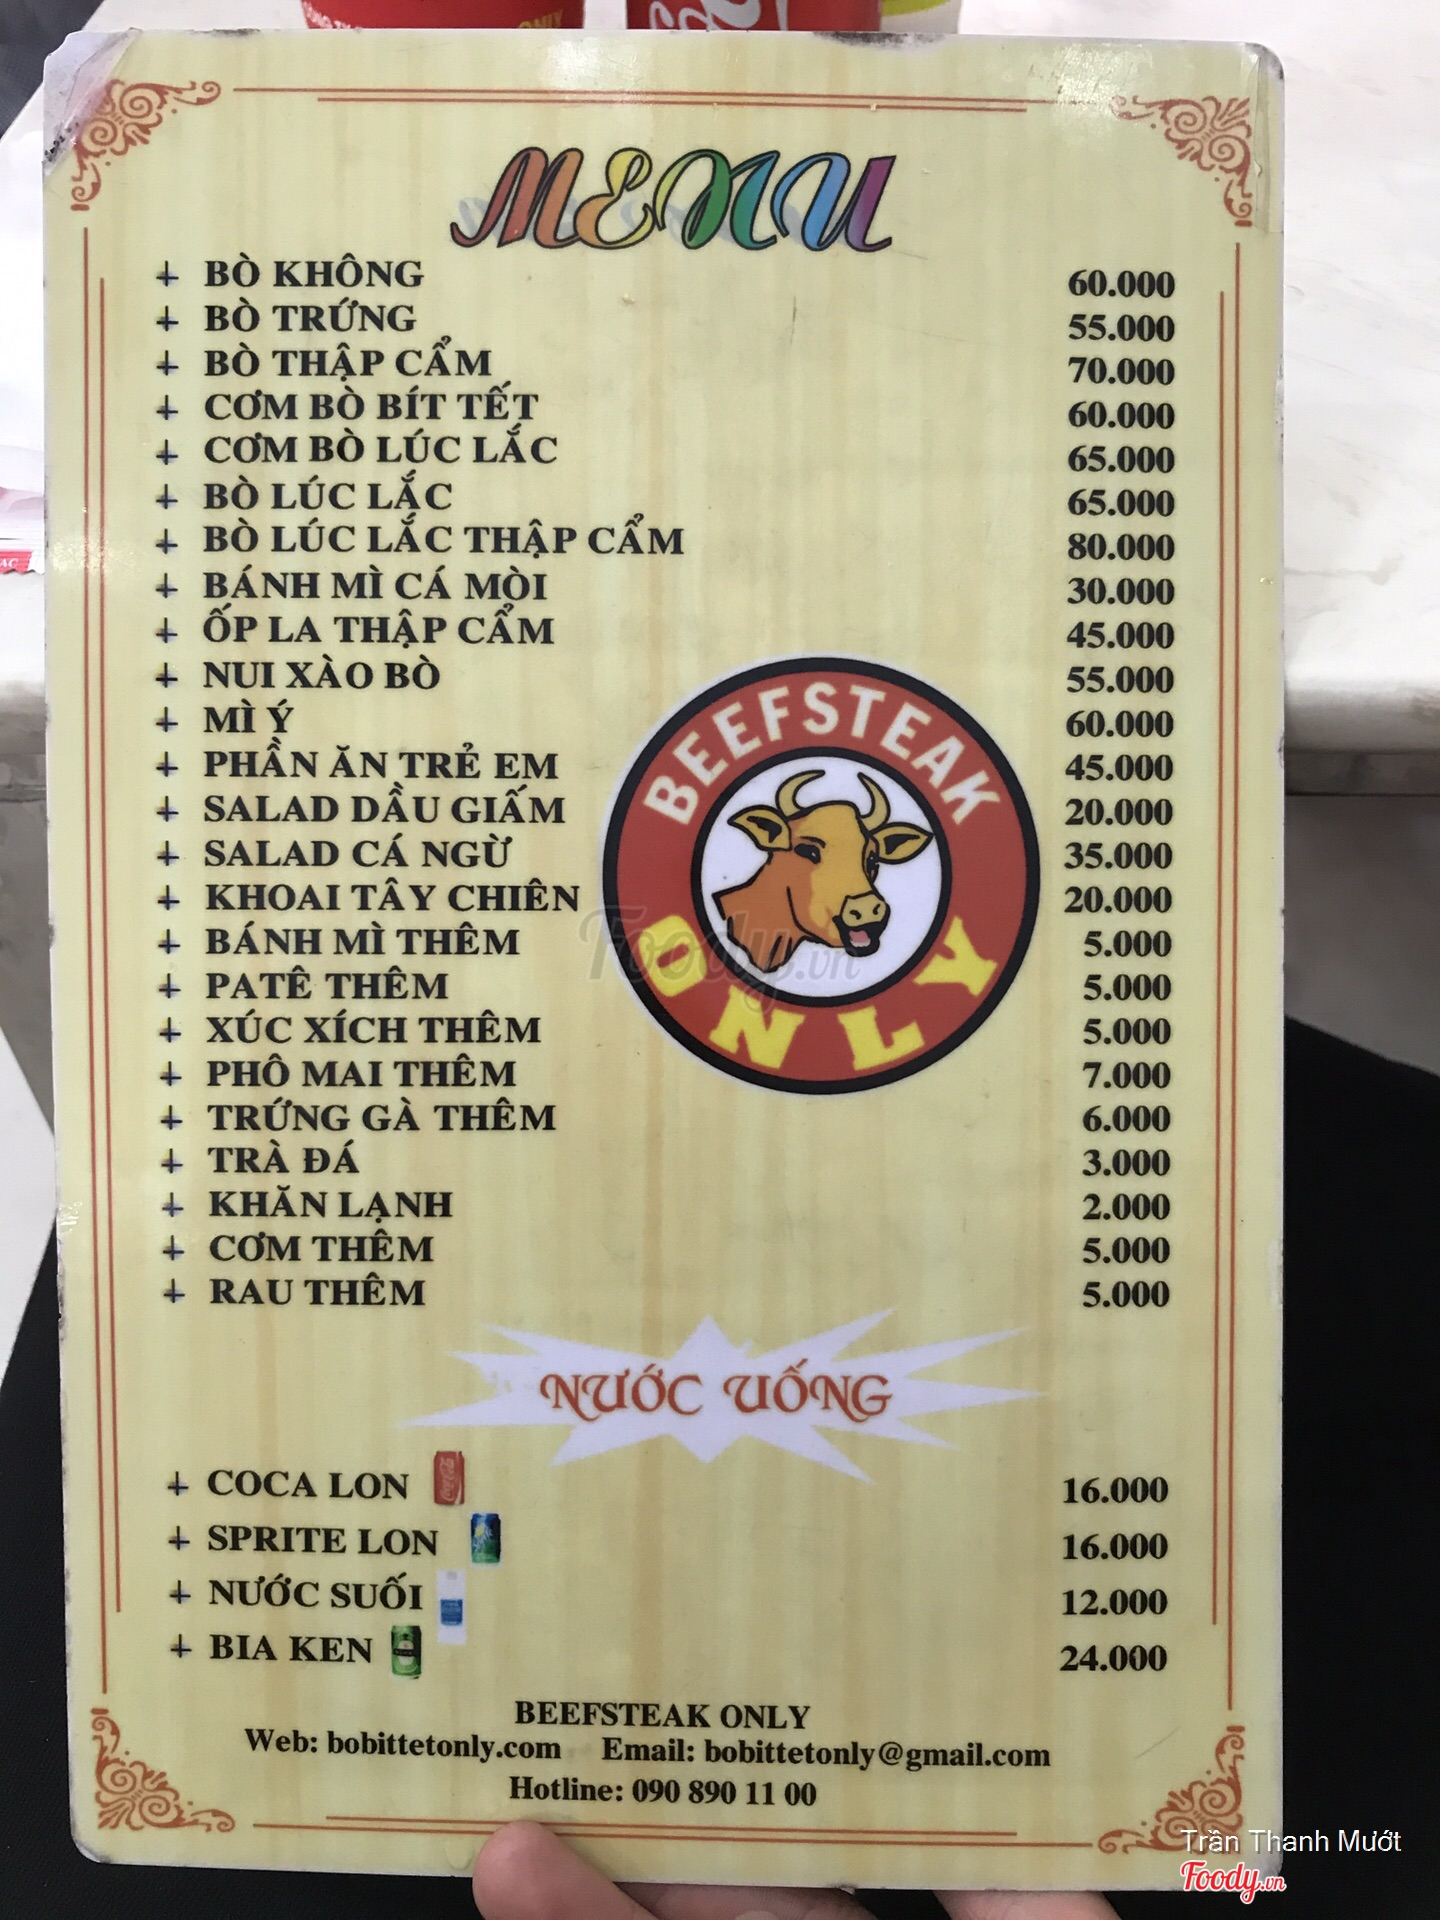 MENU
+ BÒ KHÔNG 60.000
+ BÒ TRỨNG 55.000
+ BÒ THẬP CẨM 70.000
+ CƠM BÒ BÍT TẾT 60.000
+ CƠM BÒ LÚC LẮC 65.000
+ BÒ LÚC LẮC 65.000
+ BÒ LÚC LẮC THẬP CẨM 80.000
+ BÁNH MÌ CÁ MÒI 30.000
+ ỐP LA THẬP CẨM 45.000
+ NUI XÀO BÒ 55.000
+ MÌ Ý 60.000
+ PHẦN ĂN TRẺ EM 45.000
+ SALAD DẦU GIẤM 20.000
+ SALAD CÁ NGỪ 35.000
+ KHOAI TÂY CHIÊN 20.000
+ BÁNH MÌ THÊM 5.000
+ PATÊ THÊM 5.000
+ XÚC XÍCH THÊM 5.000
+ PHÔ MAI THÊM 7.000
+ TRỨNG GÀ THÊM 6.000
+ TRÀ ĐÁ 3.000
+ KHĂN LẠNH 2.000
+ CƠM THÊM 5.000
+ RAU THÊM 5.000
BEEFSTEAK
ONLY
Foody.vn
NƯỚC UỐNG
+ COCA LON 16.000
+ SPRITE LON 16.000
+ NƯỚC SUỐI 12.000
+ BIA KEN 24.000
BEEFSTEAK ONLY
Web: bobittetonly.com Email: bobittetonly@gmail.com
Hotline: 090 890 11 00
Trần Thanh Mướt
Foody.vn